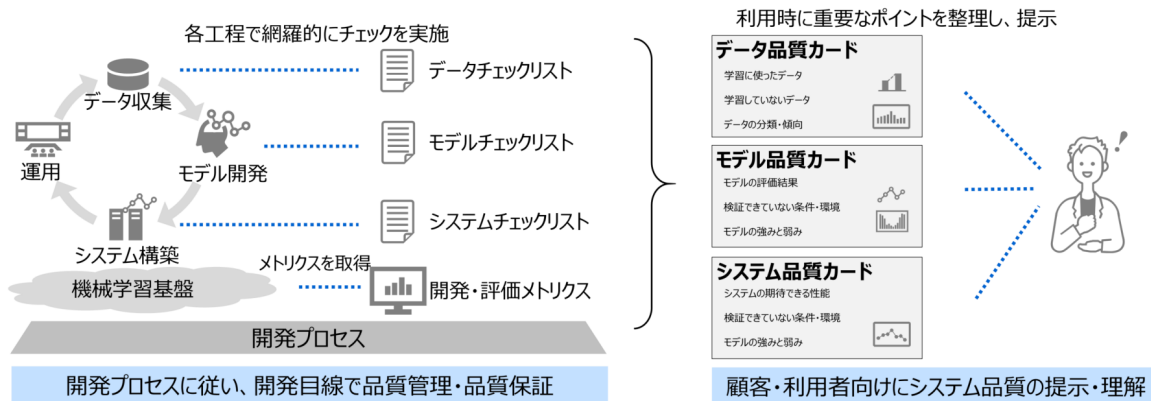 各工程で網羅的にチェックを実施
データ収集
データチェックリスト
運用
モデル開発
モデルチェックリスト
システム構築
システムチェックリスト
機械学習基盤
メトリクスを取得
開発・評価メトリクス
開発プロセス
開発プロセスに従い、開発目線で品質管理・品質保証
利用時に重要なポイントを整理し、提示
データ品質カード
学習に使ったデータ
学習していないデータ
データの分類・傾向
モデル品質カード
モデルの評価結果
検証できていない条件・環境
モデルの強みと弱み
システム品質カード
システムの期待できる性能
検証できていない条件・環境
モデルの強みと弱み
!
顧客・利用者向けにシステム品質の提示・理解